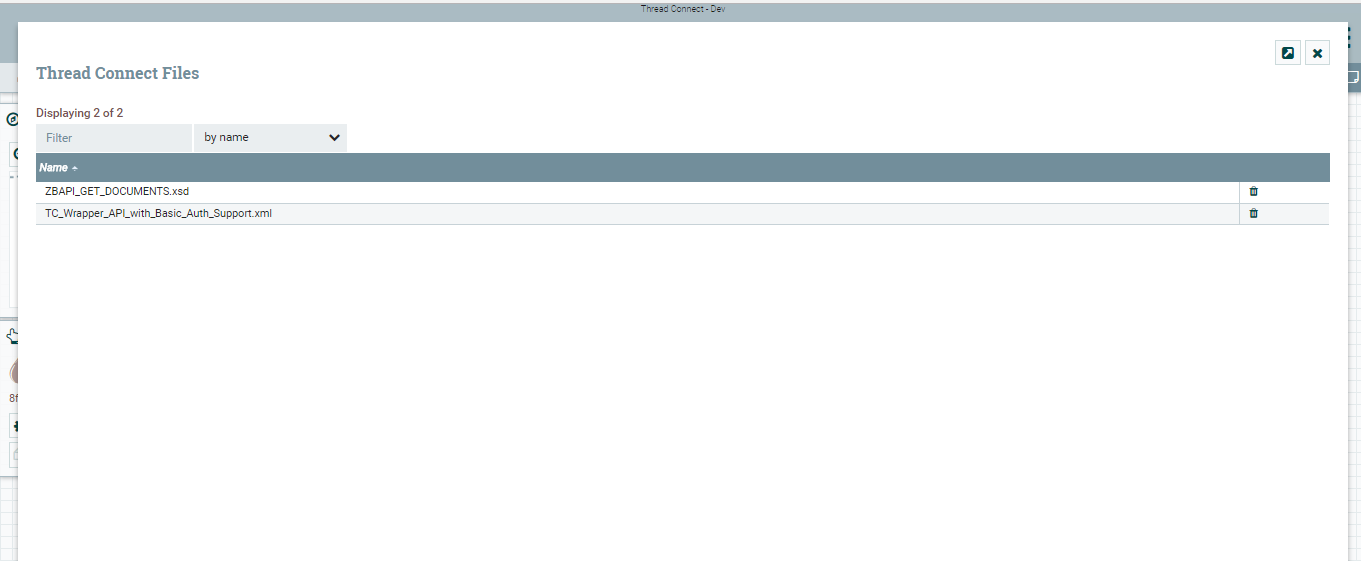 Thread Connect - Dev
Thread Connect Files
Displaying 2 of 2
Filter by name
Name
ZBAPI_GET_DOCUMENTS.xsd
TC_Wrapper_API_with_Basic_Auth_Support.xml
8f